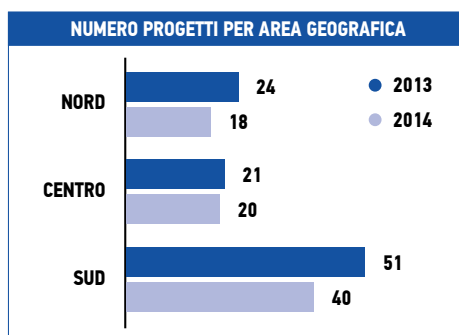 NUMERO PROGETTI PER AREA GEOGRAFICA
NORD
24
18
2013
2014
CENTRO
21
20
SUD
51
40